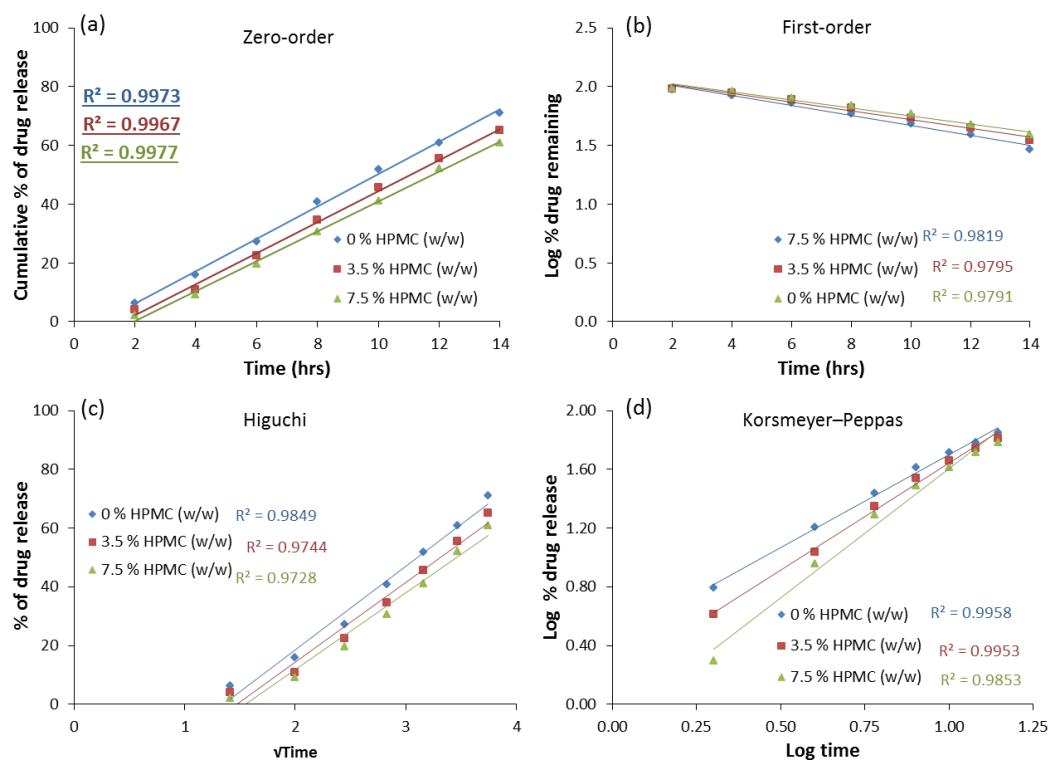 (a)
Zero-order
R² = 0.9973
R² = 0.9967
R² = 0.9977
Cumulative % of drug release
100
80
60
40
20
0
0 % HPMC (w/w)
3.5 % HPMC (w/w)
7.5 % HPMC (w/w)
0 2 4 6 8 10 12 14
Time (hrs)
(b)
First-order
Log % drug remaining
2.5
2.0
1.5
1.0
0.5
0.0
7.5 % HPMC (w/w) R² = 0.9819
3.5 % HPMC (w/w) R² = 0.9795
0 % HPMC (w/w) R² = 0.9791
0 2 4 6 8 10 12 14
Time (hrs)
(c)
Higuchi
% of drug release
100
80
60
40
20
0
0 % HPMC (w/w) R² = 0.9849
3.5 % HPMC (w/w) R² = 0.9744
7.5 % HPMC (w/w) R² = 0.9728
0 1 2 3 4
√Time
(d)
Korsmeyer–Peppas
Log % drug release
2.00
1.60
1.20
0.80
0.40
0.00
0 % HPMC (w/w) R² = 0.9958
3.5 % HPMC (w/w) R² = 0.9953
7.5 % HPMC (w/w) R² = 0.9853
0.00 0.25 0.50 0.75 1.00 1.25
Log time